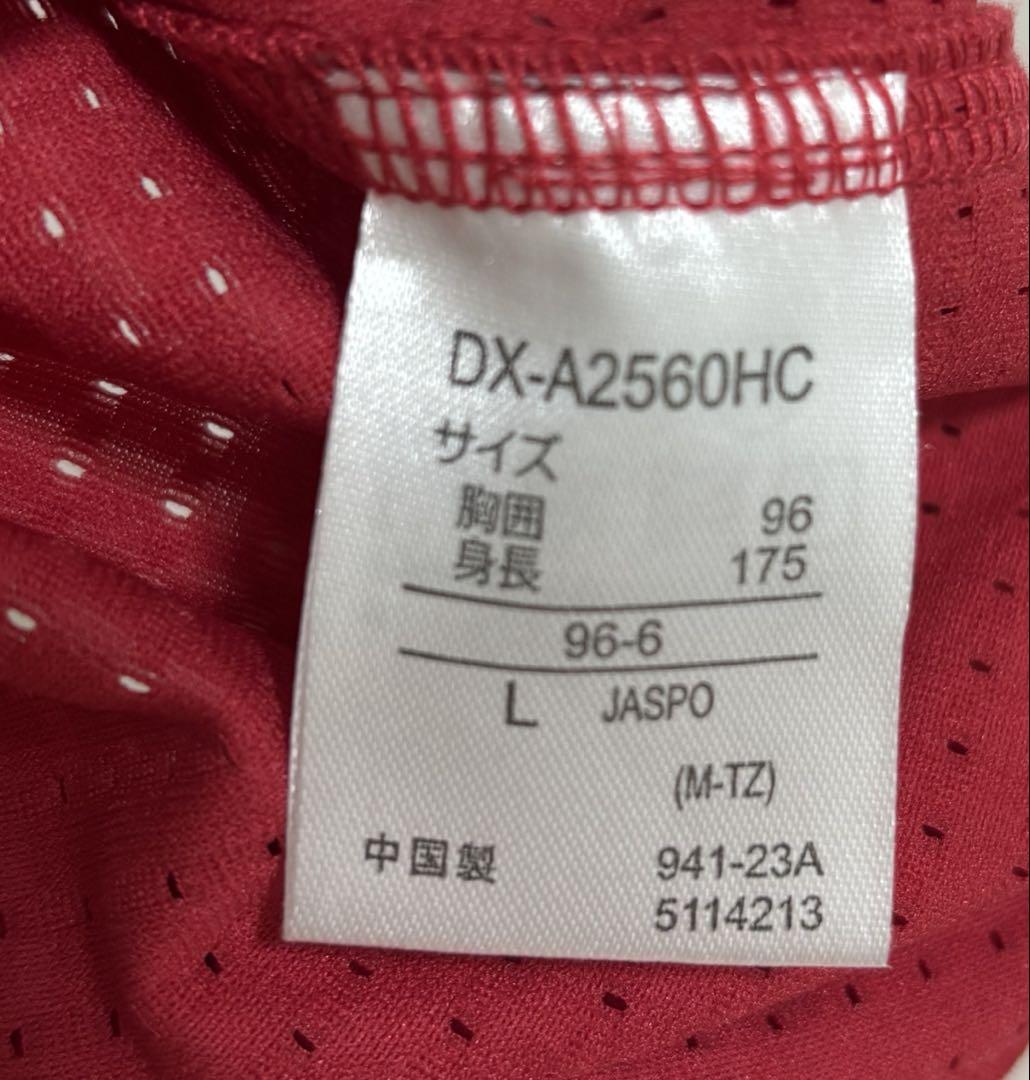 DX-A2560HC
サイズ
胸囲 96
身長 175
96-6
L JASPO
(M-TZ)
中国製 941-23A
5114213